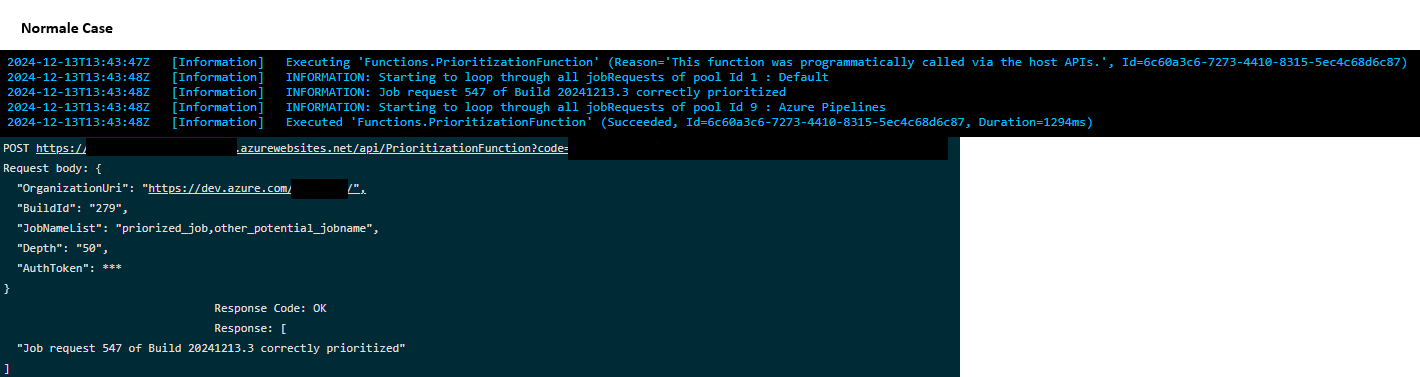 Normale Case
2024-12-13T13:43:47Z [Information] Executing 'Functions.PrioritizationFunction' (Reason='This function was programmatically called via the host APIs.', Id=6c60a3c6-7273-4410-8315-5ec4c68d6c87)
2024-12-13T13:43:48Z [Information] INFORMATION: Starting to loop through all jobRequests of pool Id 1 : Default
2024-12-13T13:43:48Z [Information] INFORMATION: Job request 547 of Build 20241213.3 correctly prioritized
2024-12-13T13:43:48Z [Information] INFORMATION: Starting to loop through all jobRequests of pool Id 9 : Azure Pipelines
2024-12-13T13:43:48Z [Information] Executed 'Functions.PrioritizationFunction' (Succeeded, Id=6c60a3c6-7273-4410-8315-5ec4c68d6c87, Duration=1294ms)
POST https:/ .azurewebsites.net/api/PrioritizationFunction?code=
Request body: {
"OrganizationUri": "https://dev.azure.com/ /",
"BuildId": "279",
"JobNameList": "priorized_job,other_potential_jobname",
"Depth": "50",
"AuthToken": ***
}
Response Code: OK
Response: [
"Job request 547 of Build 20241213.3 correctly prioritized"
]